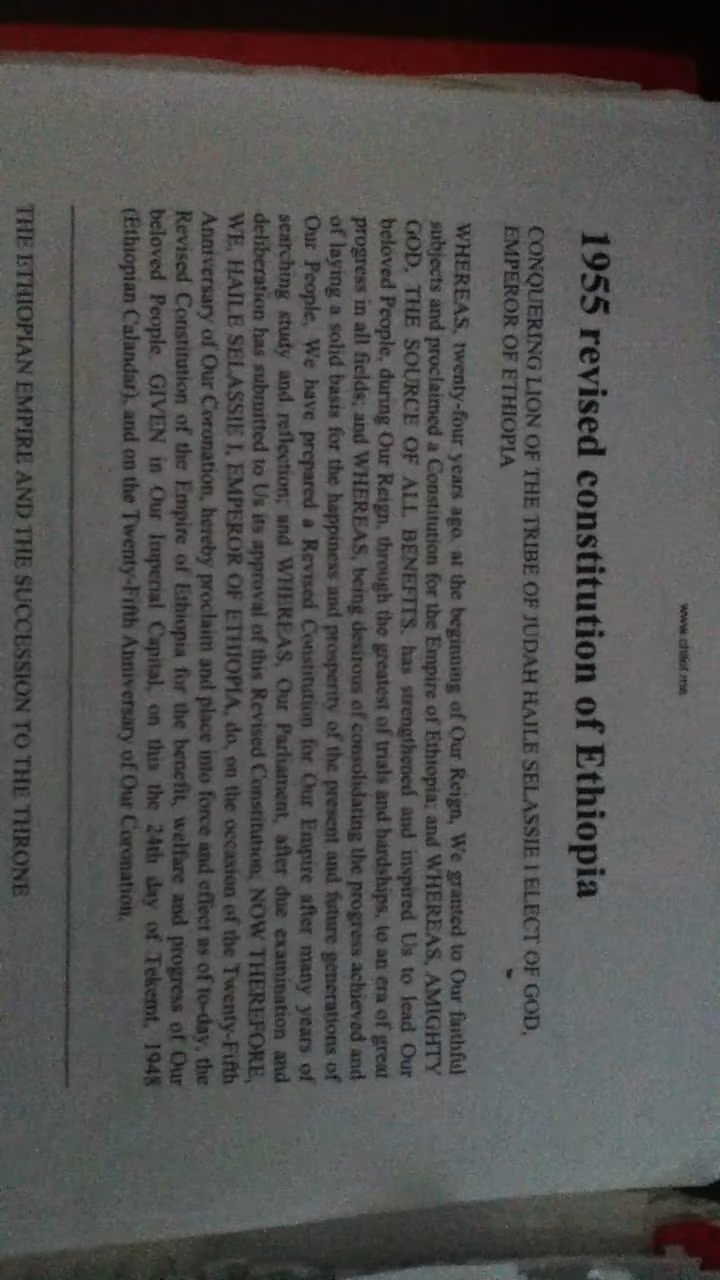 www.chilot.me
1955 revised constitution of Ethiopia
CONQUERING LION OF THE TRIBE OF JUDAH HAILE SELASSIE I ELECT OF GOD,
EMPEROR OF ETHIOPIA
WHEREAS, twenty-four years ago, at the beginning of Our Reign, We granted to Our faithful
subjects and proclaimed a Constitution for the Empire of Ethiopia; and WHEREAS, AMIGHTY
GOD, THE SOURCE OF ALL BENEFITS, has strengthened and inspired Us to lead Our
beloved People, during Our Reign, through the greatest of trials and hardships, to an era of great
progress in all fields; and WHEREAS, being desirous of consolidating the progress achieved and
of laying a solid basis for the happiness and prosperity of the present and future generations of
Our People, We have prepared a Revised Constitution for Our Empire after many years of
searching study and reflection; and WHEREAS, Our Parliament, after due examination and
deliberation has submitted to Us its approval of this Revised Constitution, NOW THEREFORE,
WE, HAILE SELASSIE I, EMPEROR OF ETHIOPIA, do, on the occasion of the Twenty-Fifth
Anniversary of Our Coronation, hereby proclaim and place into force and effect as of to-day, the
Revised Constitution of the Empire of Ethiopia for the benefit, welfare and progress of Our
beloved People, GIVEN in Our Imperial Capital, on this the 24th day of Tekemt, 1948
(Ethiopian Calandar), and on the Twenty-Fifth Anniversary of Our Coronation.
THE ETHIOPIAN EMPIRE AND THE SUCCESSION TO THE THRONE